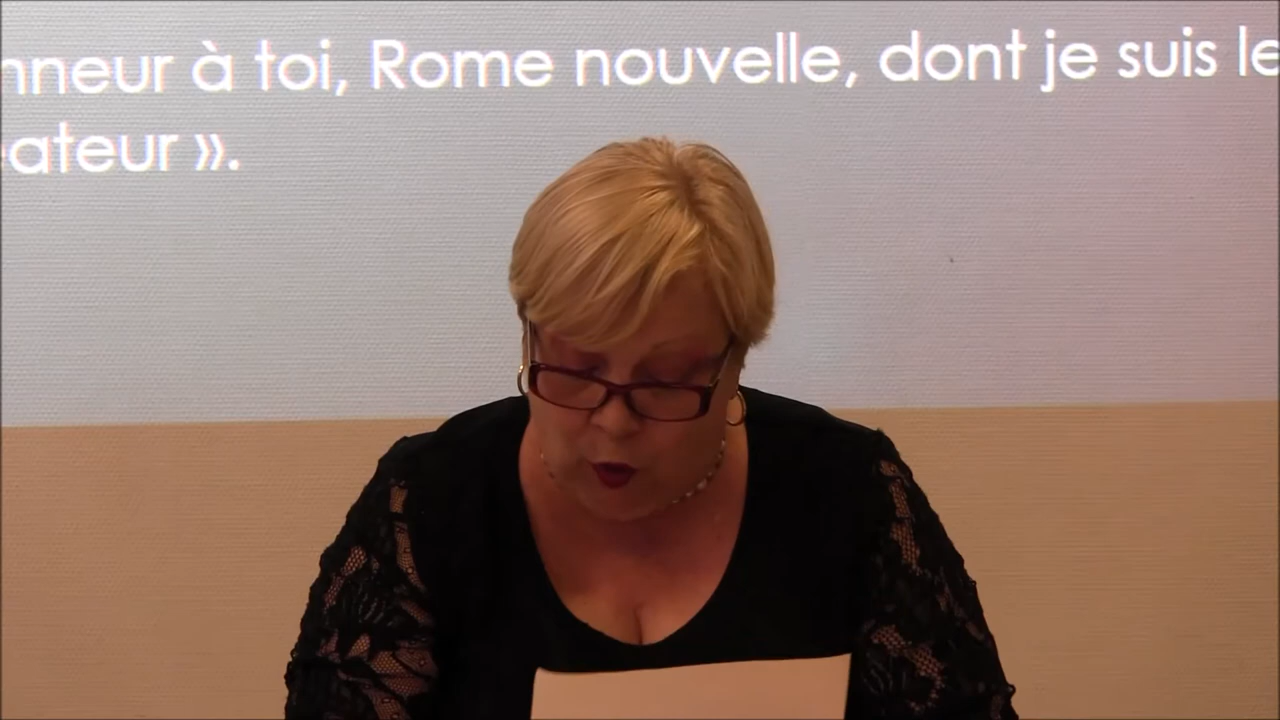 nneur à toi, Rome nouvelle, dont je suis le
ateur ».